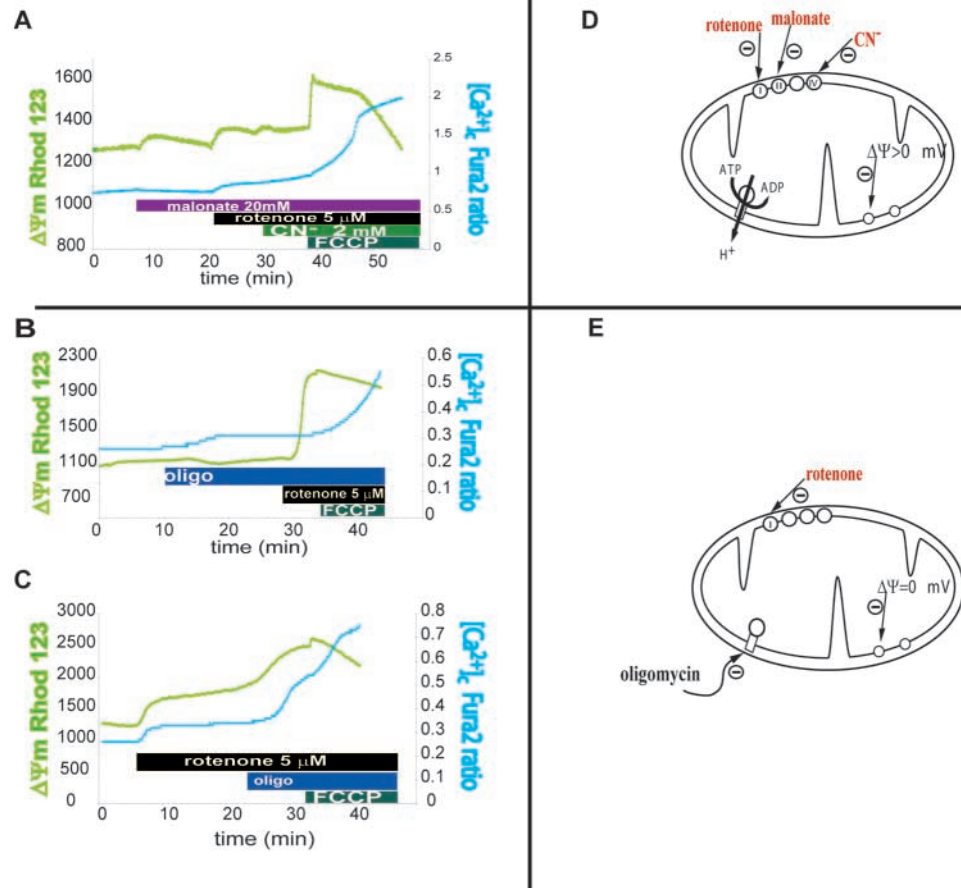 A
ΔΨm Rhod 123
1600
1400
1200
1000
800
2.5
2
1.5
1
0.5
0
[Ca2+]c Fura2 ratio
malonate 20mM
rotenone 5 µM
CN- 2 mM
FCCP
0 10 20 30 40 50
time (min)
B
ΔΨm Rhod 123
2300
1900
1500
1100
700
0.6
0.5
0.4
0.3
0.2
0.1
0
[Ca2+]c Fura2 ratio
oligo
rotenone 5 µM
FCCP
0 10 20 30 40
time (min)
C
ΔΨm Rhod 123
3000
2500
2000
1500
1000
500
0
0.8
0.7
0.6
0.5
0.4
0.3
0.2
0.1
0
[Ca2+]c Fura2 ratio
rotenone 5 µM
oligo
FCCP
0 10 20 30 40
time (min)
D
rotenone
malonate
CN-
I II IV
ΔΨ>0 mV
ATP
ADP
H+
E
rotenone
I
ΔΨ=0 mV
oligomycin